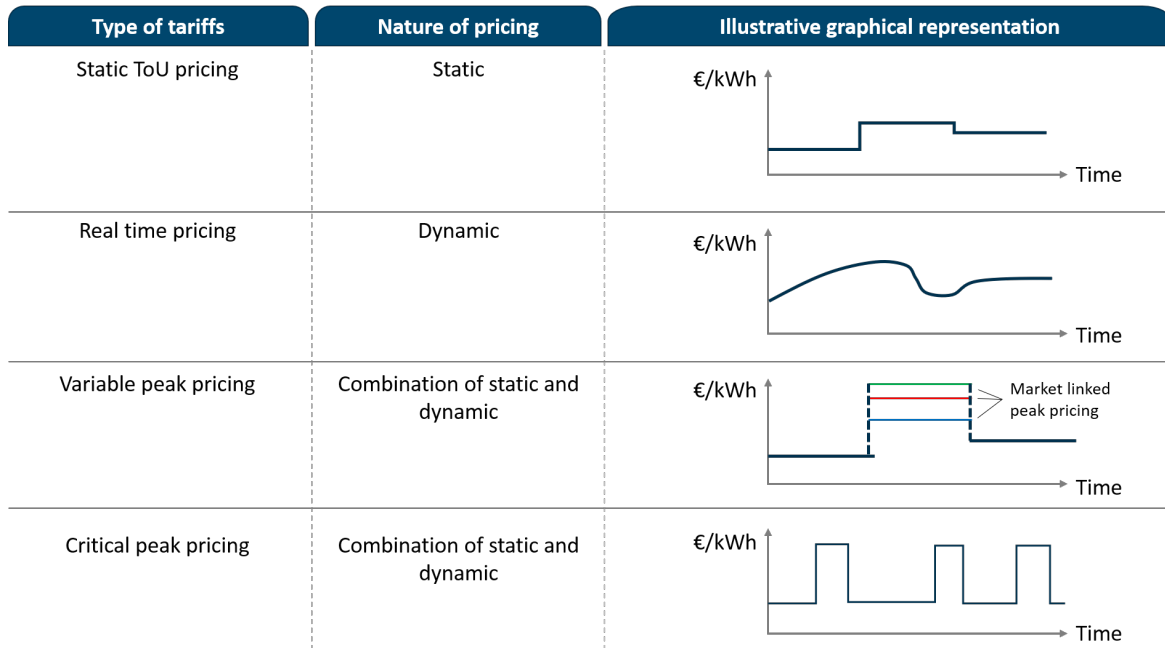 Type of tariffs
Nature of pricing
Illustrative graphical representation
Static ToU pricing
Static
€/kWh
Time
Real time pricing
Dynamic
€/kWh
Time
Variable peak pricing
Combination of static and
dynamic
€/kWh
Market linked
peak pricing
Time
Critical peak pricing
Combination of static and
dynamic
€/kWh
Time